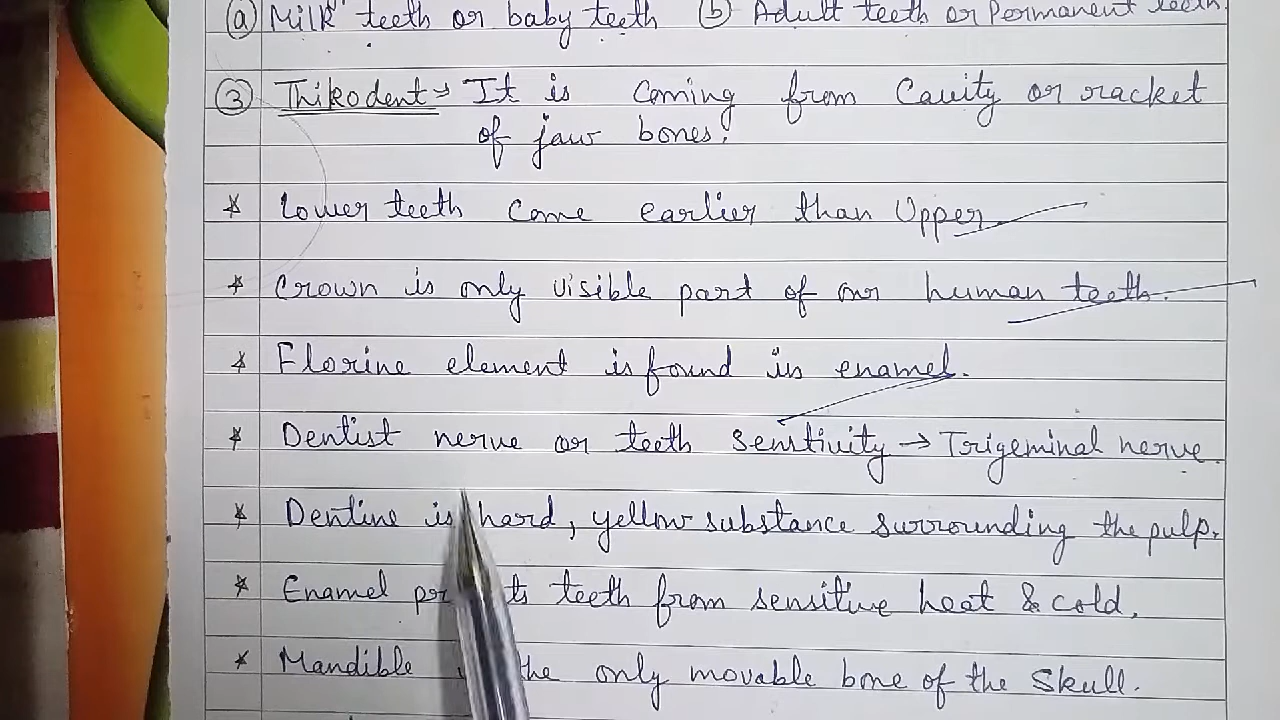 (a) Milk teeth or baby teeth (b) Adult teeth or Permanent teeth.
(3) Thikodent → It is coming from Cavity or racket
of jaw bones.
* Lower teeth come earlier than Upper
* Crown is only visible part of our human teeth.
* Florine element is found in enamel.
* Dentist nerve or teeth senstivity → Trigeminal nerve.
* Dentine is hard, yellow substance surrounding the pulp.
* Enamel teeth from sensitive heat & cold.
* Mandible the only movable bone of the Skull.